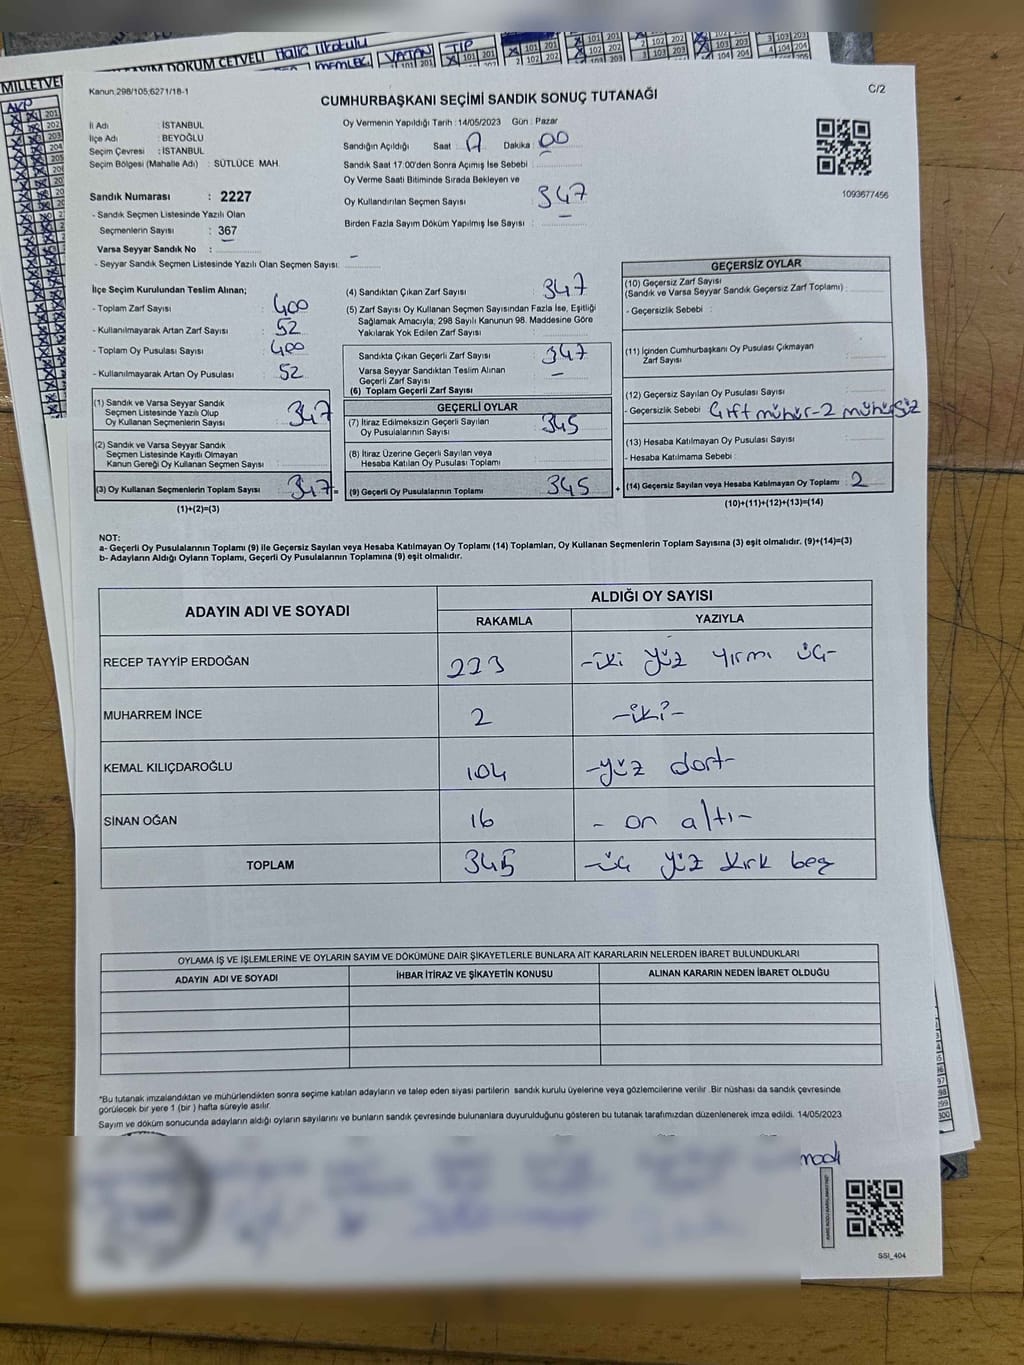 MİLLETVE
DÖKÜM CETVELİ Haliç ilkokulu
AKP
MEMLEK
VATAN
TİP
Kanun:298/105;6271/18-1
C/2
CUMHURBAŞKANI SEÇİMİ SANDIK SONUÇ TUTANAĞI
İl Adı : İSTANBUL
İlçe Adı : BEYOĞLU
Seçim Çevresi : İSTANBUL
Seçim Bölgesi (Mahalle Adı) : SÜTLÜCE MAH.
Sandık Numarası : 2227
- Sandık Seçmen Listesinde Yazılı Olan
Seçmenlerin Sayısı : 367
Varsa Seyyar Sandık No :
- Seyyar Sandık Seçmen Listesinde Yazılı Olan Seçmen Sayısı: -
Oy Vermenin Yapıldığı Tarih : 14/05/2023 Gün : Pazar
Sandığın Açıldığı Saat Dakika : 00
Sandık Saat 17:00'den Sonra Açımış İse Sebebi :
Oy Verme Saati Bitiminde Sırada Bekleyen ve
Oy Kullandırılan Seçmen Sayısı : 347
Birden Fazla Sayım Döküm Yapılmış İse Sayısı : -
1093677456
İlçe Seçim Kurulundan Teslim Alınan;
- Toplam Zarf Sayısı : 400
- Kullanılmayarak Artan Zarf Sayısı : 52
- Toplam Oy Pusulası Sayısı : 400
- Kullanılmayarak Artan Oy Pusulası : 52
(1) Sandık ve Varsa Seyyar Sandık
Seçmen Listesinde Yazılı Olup
Oy Kullanan Seçmenlerin Sayısı : 347
(2) Sandık ve Varsa Seyyar Sandık
Seçmen Listesinde Kayıtlı Olmayan
Kanun Gereği Oy Kullanan Seçmen Sayısı :
(3) Oy Kullanan Seçmenlerin Toplam Sayısı : 347 =
(1)+(2)=(3)
(4) Sandıktan Çıkan Zarf Sayısı : 347
(5) Zarf Sayısı Oy Kullanan Seçmen Sayısından Fazla İse, Eşitliği
Sağlamak Amacıyla, 298 Sayılı Kanunun 98. Maddesine Göre
Yakılarak Yok Edilen Zarf Sayısı :
Sandıkta Çıkan Geçerli Zarf Sayısı : 347
Varsa Seyyar Sandıktan Teslim Alınan
Geçerli Zarf Sayısı : -
(6) Toplam Geçerli Zarf Sayısı :
GEÇERLİ OYLAR
(7) İtiraz Edilmeksizin Geçerli Sayılan
Oy Pusulalarının Sayısı : 345
(8) İtiraz Üzerine Geçerli Sayılan veya
Hesaba Katılan Oy Pusulası Toplamı :
(9) Geçerli Oy Pusulalarının Toplamı : 345 +
GEÇERSİZ OYLAR
(10) Geçersiz Zarf Sayısı
(Sandık ve Varsa Seyyar Sandık Geçersiz Zarf Toplamı) :
- Geçersizlik Sebebi :
(11) İçinden Cumhurbaşkanı Oy Pusulası Çıkmayan
Zarf Sayısı :
(12) Geçersiz Sayılan Oy Pusulası Sayısı :
- Geçersizlik Sebebi : Çift mühür-2 mühürsüz
(13) Hesaba Katılmayan Oy Pusulası Sayısı :
- Hesaba Katılmama Sebebi :
(14) Geçersiz Sayılan veya Hesaba Katılmayan Oy Toplamı : 2
(10)+(11)+(12)+(13)=(14)
NOT:
a- Geçerli Oy Pusulalarının Toplamı (9) ile Geçersiz Sayılan veya Hesaba Katılmayan Oy Toplamı (14) Toplamları, Oy Kullanan Seçmenlerin Toplam Sayısına (3) eşit olmalıdır. (9)+(14)=(3)
b- Adayların Aldığı Oyların Toplamı, Geçerli Oy Pusulalarının Toplamına (9) eşit olmalıdır.
ADAYIN ADI VE SOYADI
ALDIĞI OY SAYISI
RAKAMLA YAZIYLA
RECEP TAYYİP ERDOĞAN 223 -iki yüz yirmi üç-
MUHARREM İNCE 2 -iki-
KEMAL KILIÇDAROĞLU 104 -yüz dört-
SİNAN OĞAN 16 - on altı-
TOPLAM 345 -üç yüz kırk beş
OYLAMA İŞ VE İŞLEMLERİNE VE OYLARIN SAYIM VE DÖKÜMÜNE DAİR ŞİKAYETLERLE BUNLARA AİT KARARLARIN NELERDEN İBARET BULUNDUKLARI
ADAYIN ADI VE SOYADI İHBAR İTİRAZ VE ŞİKAYETİN KONUSU ALINAN KARARIN NEDEN İBARET OLDUĞU
*Bu tutanak imzalandıktan ve mühürlendikten sonra seçime katılan adayların ve talep eden siyasi partilerin sandık kurulu üyelerine veya gözlemcilerine verilir. Bir nüshası da sandık çevresinde
görülecek bir yere 1 (bir) hafta süreyle asılır.
Sayım ve döküm sonucunda adayların aldığı oyların sayılarını ve bunların sandık çevresinde bulunanlara duyurulduğunu gösteren bu tutanak tarafımızdan düzenlenerek imza edildi. 14/05/2023
SSI_404